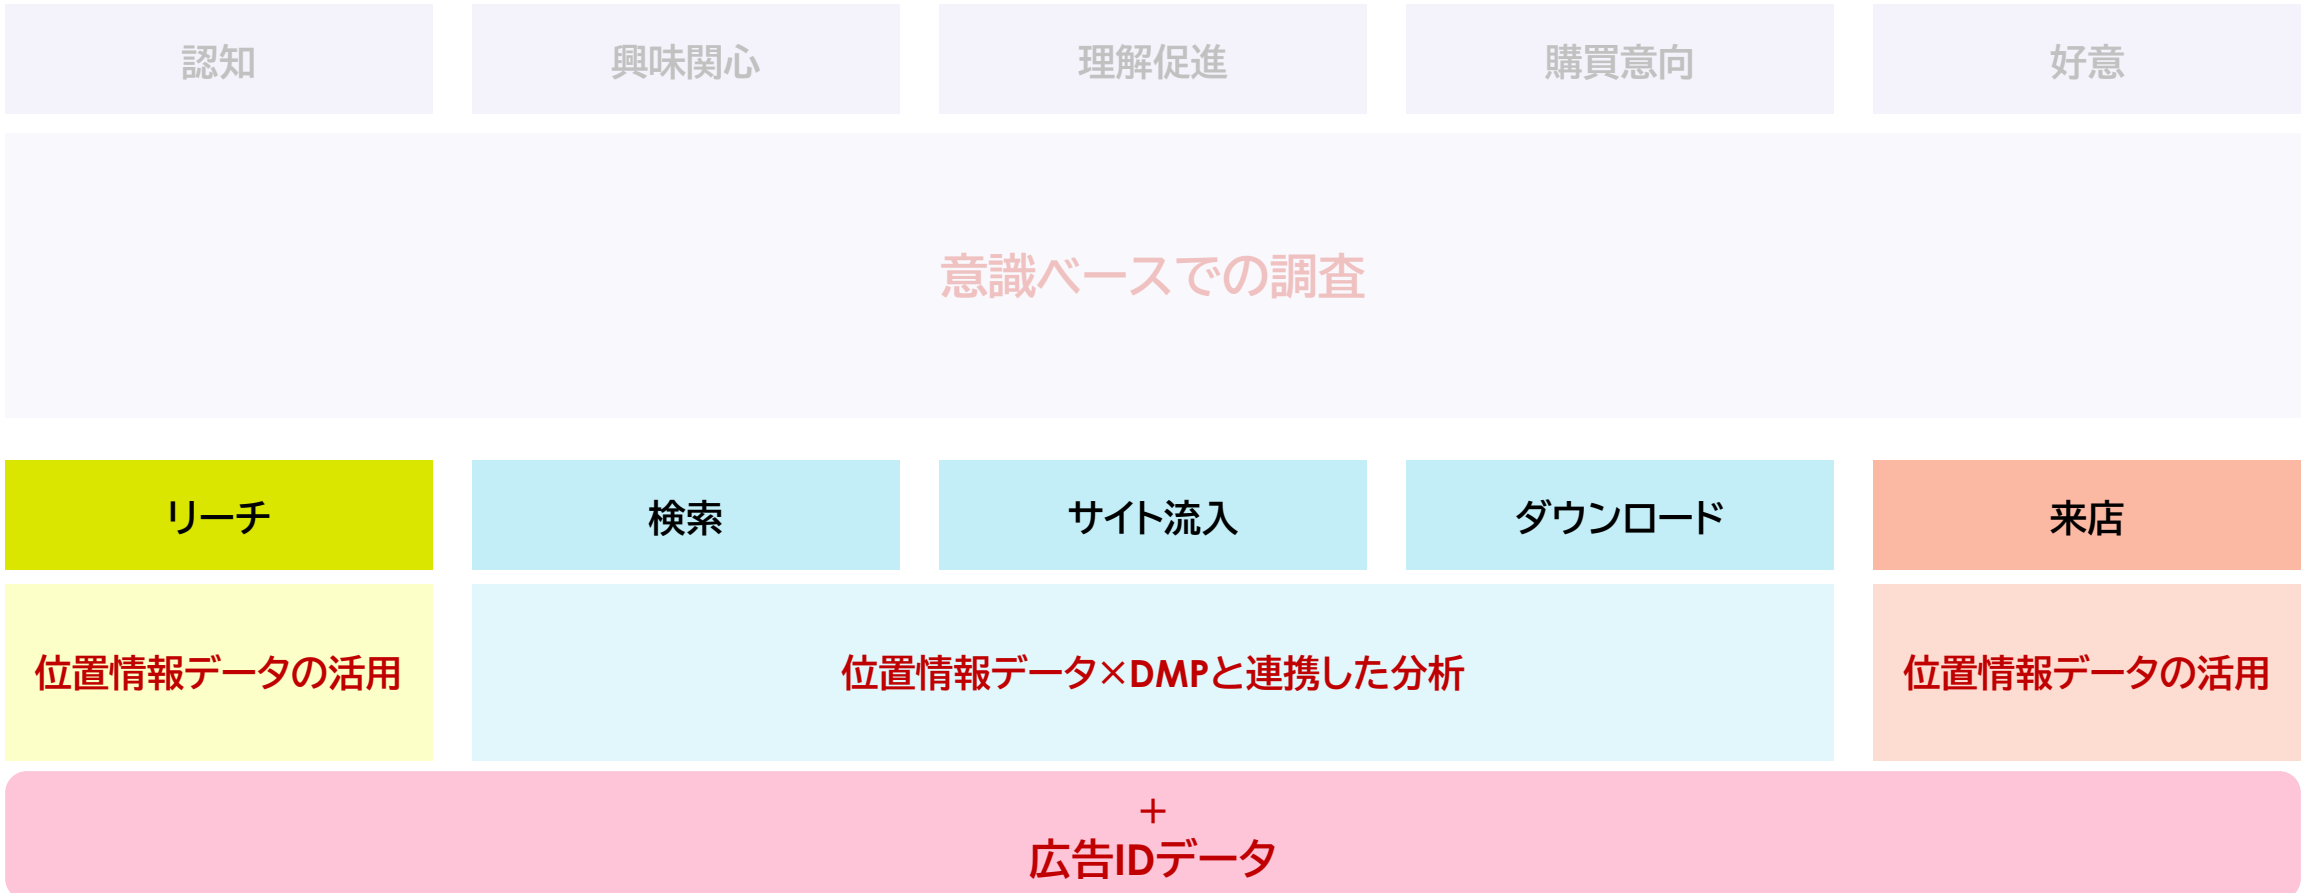 認知
興味関心
理解促進
購買意向
好意
意識ベースでの調査
リーチ
検索
サイト流入
ダウンロード
来店
位置情報データの活用
位置情報データ×DMPと連携した分析
位置情報データの活用
+
広告IDデータ